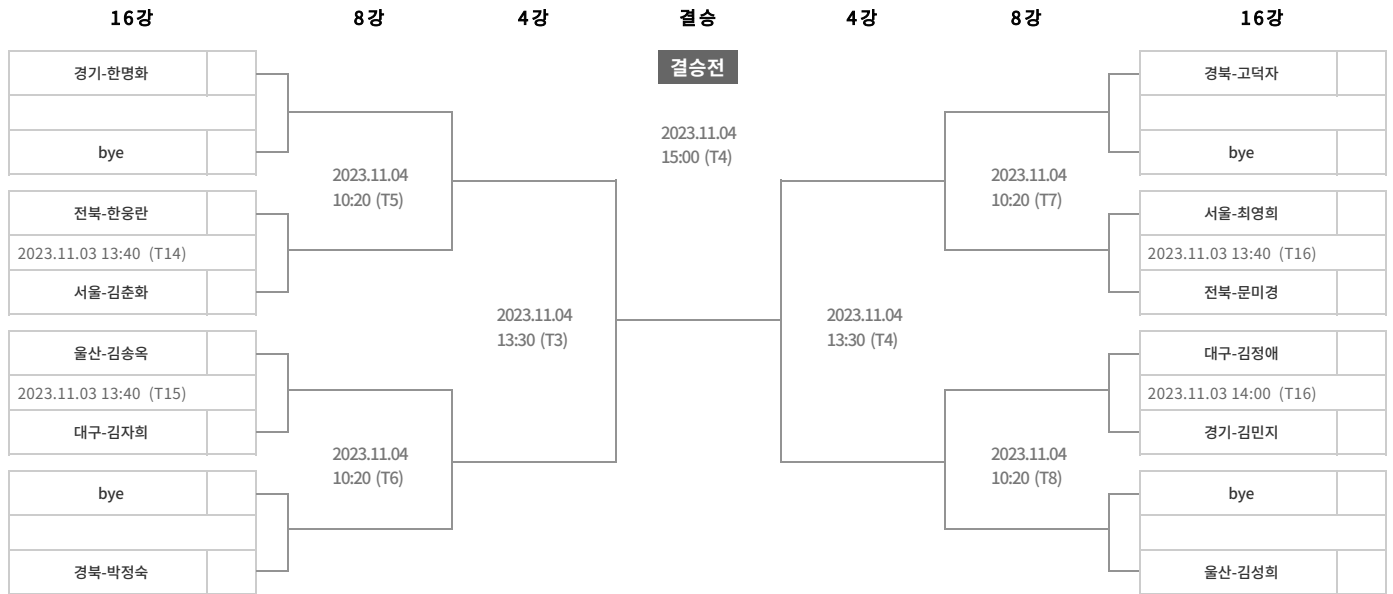 16강 8강 4강 결승 4강 8강 16강
결승전
2023.11.04
15:00 (T4)
경기-한명화
bye
전북-한웅란
2023.11.03 13:40 (T14)
서울-김춘화
울산-김송옥
2023.11.03 13:40 (T15)
대구-김자희
bye
경북-박정숙
2023.11.04
10:20 (T5)
2023.11.04
10:20 (T6)
2023.11.04
13:30 (T3)
2023.11.04
13:30 (T4)
2023.11.04
10:20 (T7)
2023.11.04
10:20 (T8)
경북-고덕자
bye
서울-최영희
2023.11.03 13:40 (T16)
전북-문미경
대구-김정애
2023.11.03 14:00 (T16)
경기-김민지
bye
울산-김성희